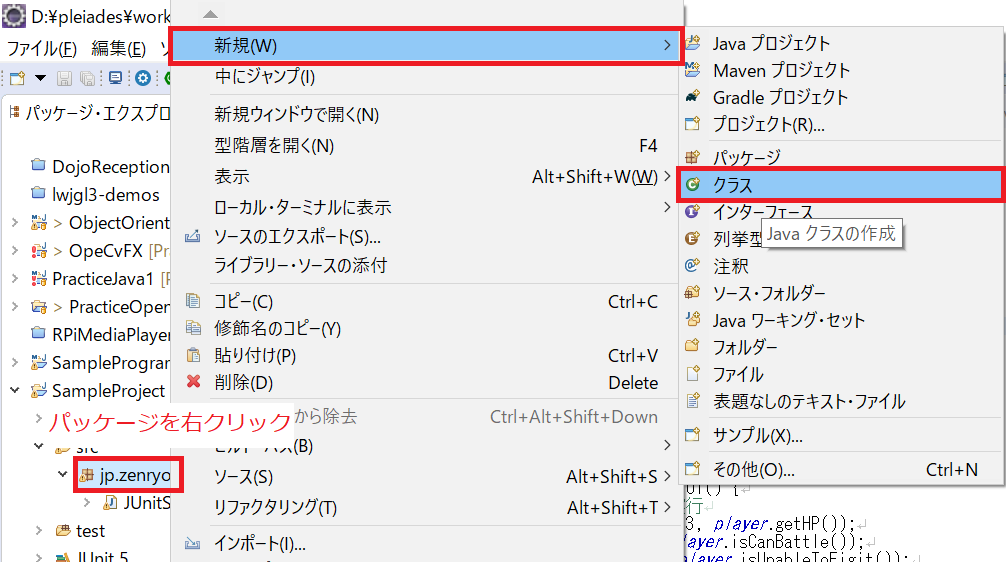 D:¥pleiades¥work
ファイル(F) 編集(E)
パッケージ・エクスプロ
DojoReception
lwjgl3-demos
> ObjectOrient
> OpeCvFX [Pr
PracticeJava1 [P
> PracticeOpen
RPiMediaPlayer
SampleProgram
SampleProject
パッケージを右クリック
src
jp.zenryo
JUnitS
test
JUnit 5
新規(W)
中にジャンプ(I)
新規ウィンドウで開く(N)
型階層を開く(N) F4
表示 Alt+Shift+W(W)
ローカル・ターミナルに表示
ソースのエクスポート(S)...
ライブラリー・ソースの添付
コピー(C) Ctrl+C
修飾名のコピー(Y)
貼り付け(P) Ctrl+V
削除(D) Delete
から除去 Ctrl+Alt+Shift+Down
ビルド・パス(B)
ソース(S) Alt+Shift+S
リファクタリング(T) Alt+Shift+T
インポート(I)...
Java プロジェクト
Maven プロジェクト
Gradle プロジェクト
プロジェクト(R)...
パッケージ
クラス
インターフェース
列挙型
Java クラスの作成
注釈
ソース・フォルダー
Java ワーキング・セット
フォルダー
ファイル
表題なしのテキスト・ファイル
サンプル(X)...
その他(O)... Ctrl+N
() {
行
3, player.getHP());
layer.isCanBattle());
player.isUnableToFigit());